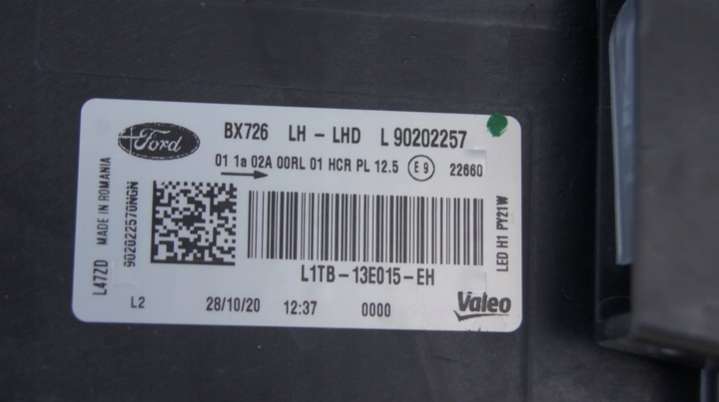 Ford
BX726 LH - LHD L 90202257
01 1a 02A 00RL 01 HCR PL 12.5 E9 22660
L47ZD MADE IN ROMANIA
902022570NGN
LED H1 PY21W
L1TB-13E015-EH
L2 28/10/20 12:37 0000 Valeo